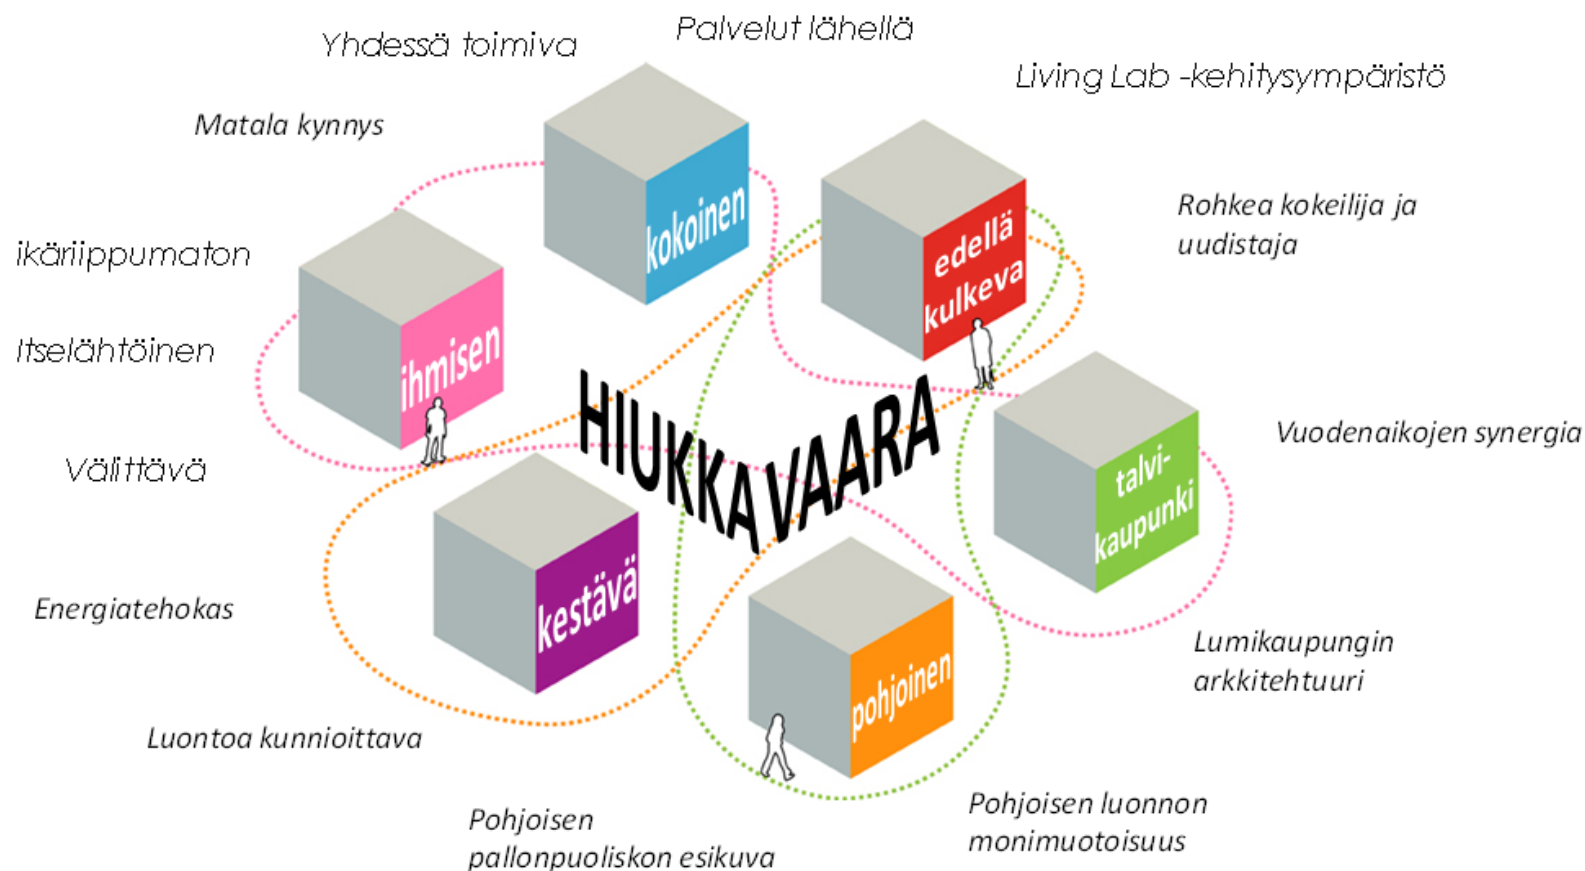 Palvelut lähellä
Yhdessä toimiva
Living Lab -kehitysympäristö
Matala kynnys
kokoinen
Rohkea kokeilija ja
uudistaja
edellä
kulkeva
ikäriippumaton
ihmisen
Itselähtöinen
HIUKKAVAARA
Vuodenaikojen synergia
talvi-
kaupunki
Välittävä
kestävä
Energiatehokas
Lumikaupungin
arkkitehtuuri
pohjoinen
Luontoa kunnioittava
Pohjoisen
pallonpuoliskon esikuva
Pohjoisen luonnon
monimuotoisuus